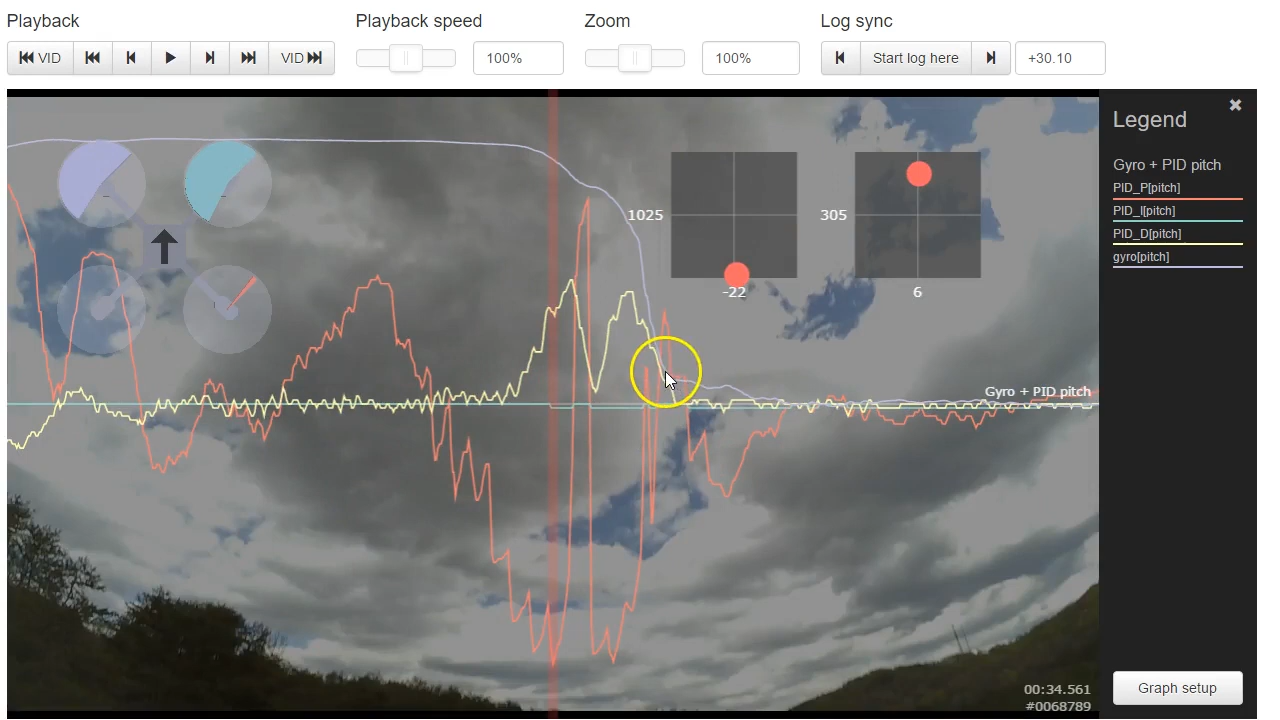 Playback
Playback speed
Zoom
Log sync
VID
VID
100%
100%
Start log here
+30.10
Legend
Gyro + PID pitch
PID_P[pitch]
PID_I[pitch]
PID_D[pitch]
gyro[pitch]
1025
305
-22
6
Gyro + PID pitch
Graph setup
00:34.561
#0068789